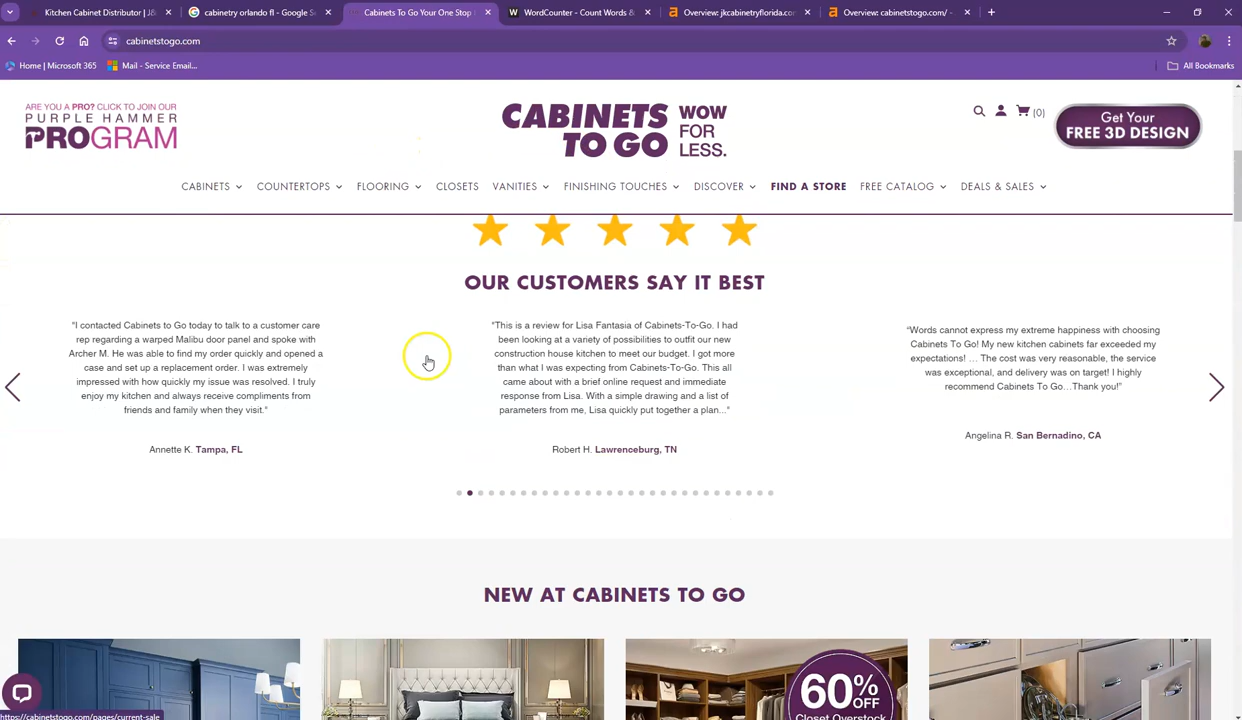 Kitchen Cabinet Distributor | J&
cabinetry orlando fl - Google Se
Cabinets To Go Your One Stop
WordCounter - Count Words &
Overview: jkcabinetryflorida.com
Overview: cabinetstogo.com/ -
cabinetstogo.com
Home | Microsoft 365
Mail - Service Email...
All Bookmarks
ARE YOU A PRO? CLICK TO JOIN OUR
PURPLE HAMMER
PROGRAM
CABINETS
TO GO
WOW
FOR
LESS.
(0)
Get Your
FREE 3D DESIGN
CABINETS COUNTERTOPS FLOORING CLOSETS VANITIES FINISHING TOUCHES DISCOVER FIND A STORE FREE CATALOG DEALS & SALES
OUR CUSTOMERS SAY IT BEST
"I contacted Cabinets to Go today to talk to a customer care
rep regarding a warped Malibu door panel and spoke with
Archer M. He was able to find my order quickly and opened a
case and set up a replacement order. I was extremely
impressed with how quickly my issue was resolved. I truly
enjoy my kitchen and always receive compliments from
friends and family when they visit."
Annette K. Tampa, FL
"This is a review for Lisa Fantasia of Cabinets-To-Go. I had
been looking at a variety of possibilities to outfit our new
construction house kitchen to meet our budget. I got more
than what I was expecting from Cabinets-To-Go. This all
came about with a brief online request and immediate
response from Lisa. With a simple drawing and a list of
parameters from me, Lisa quickly put together a plan..."
Robert H. Lawrenceburg, TN
"Words cannot express my extreme happiness with choosing
Cabinets To Go! My new kitchen cabinets far exceeded my
expectations! … The cost was very reasonable, the service
was exceptional, and delivery was on target! I highly
recommend Cabinets To Go…Thank you!"
Angelina R. San Bernadino, CA
NEW AT CABINETS TO GO
60%
OFF
Closet Overstock
https://cabinetstogo.com/pages/current-sale